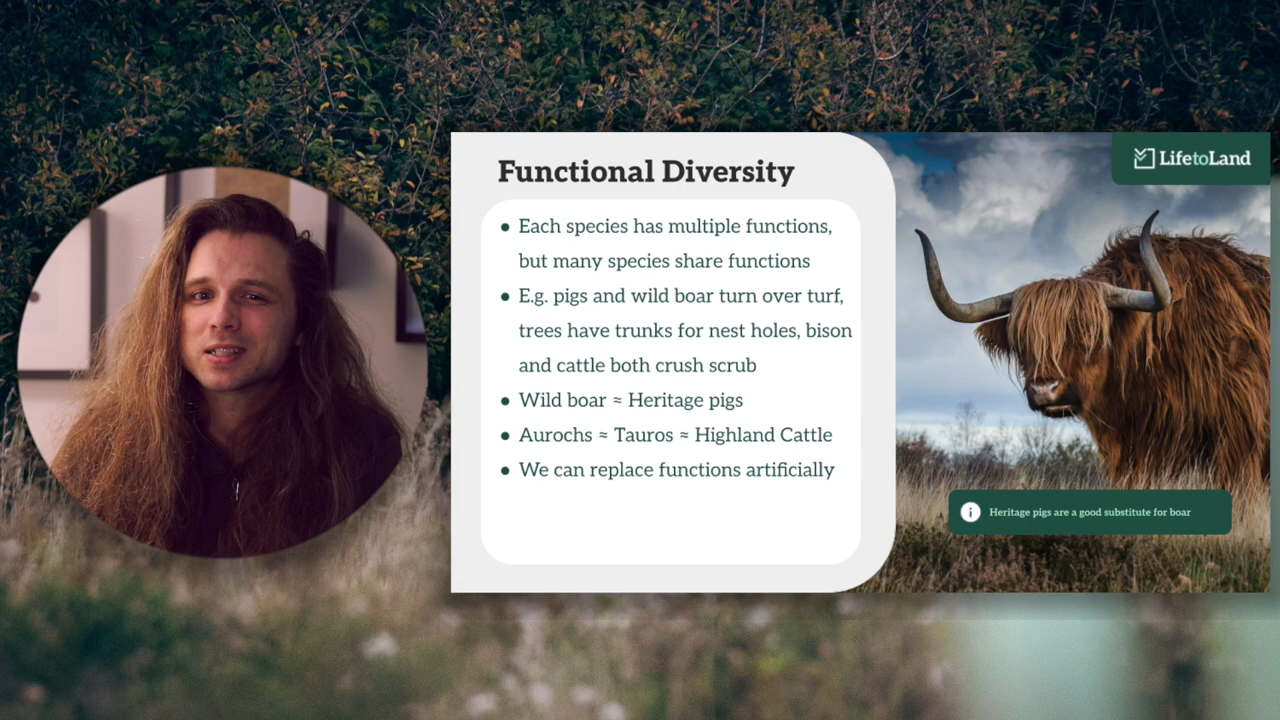 Functional Diversity
LifetoLand
● Each species has multiple functions,
but many species share functions
● E.g. pigs and wild boar turn over turf,
trees have trunks for nest holes, bison
and cattle both crush scrub
● Wild boar ≈ Heritage pigs
● Aurochs ≈ Tauros ≈ Highland Cattle
● We can replace functions artificially
Heritage pigs are a good substitute for boar